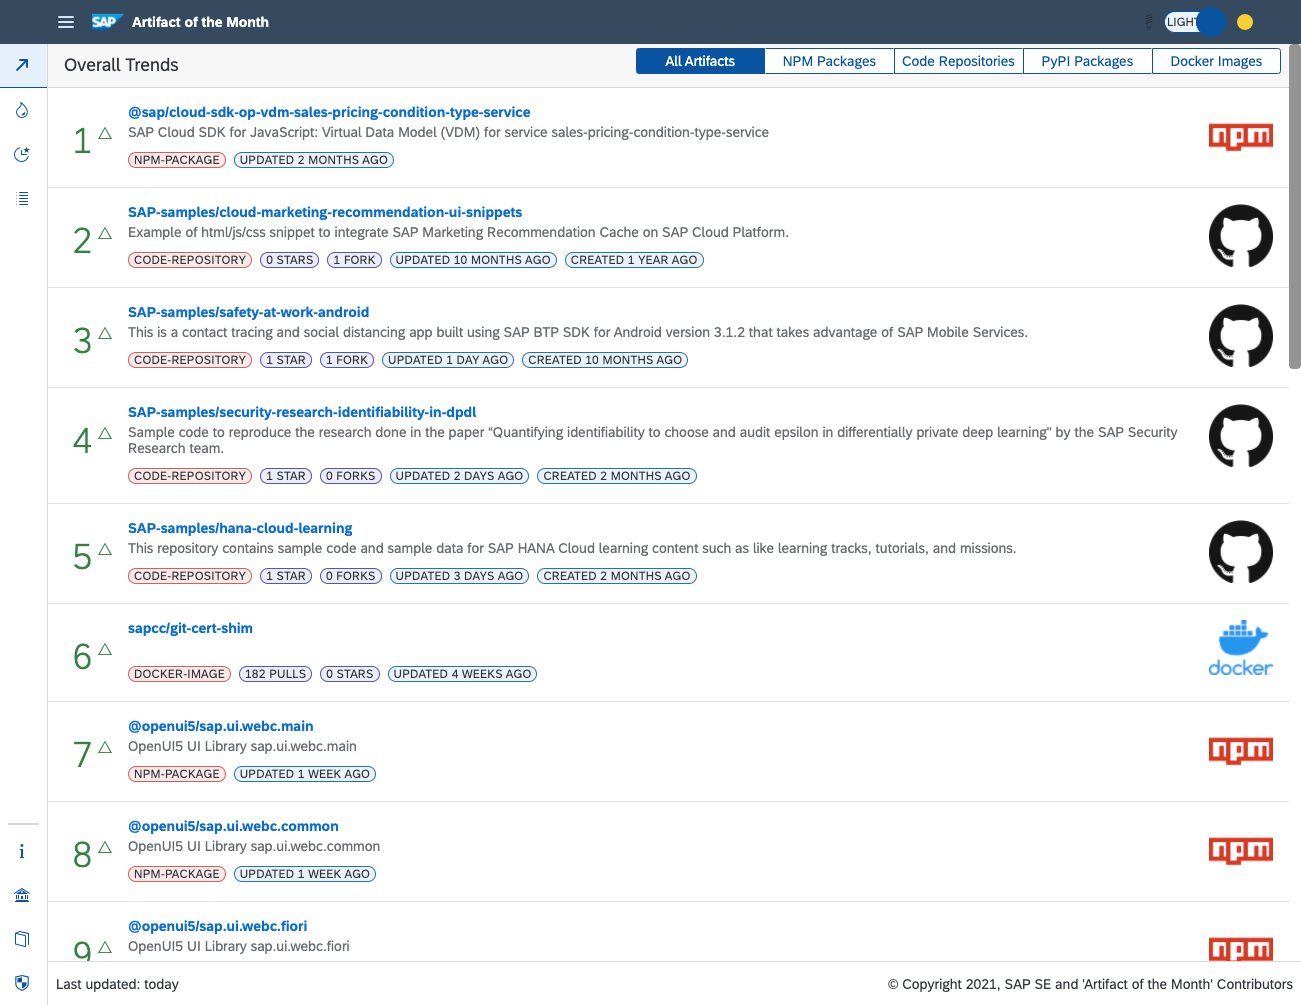 SAP Artifact of the Month
LIGHT
Overall Trends
All Artifacts
NPM Packages
Code Repositories
PyPI Packages
Docker Images
1
@sap/cloud-sdk-op-vdm-sales-pricing-condition-type-service
SAP Cloud SDK for JavaScript: Virtual Data Model (VDM) for service sales-pricing-condition-type-service
NPM-PACKAGE UPDATED 2 MONTHS AGO
npm
2
SAP-samples/cloud-marketing-recommendation-ui-snippets
Example of html/js/css snippet to integrate SAP Marketing Recommendation Cache on SAP Cloud Platform.
CODE-REPOSITORY 0 STARS 1 FORK UPDATED 10 MONTHS AGO CREATED 1 YEAR AGO
3
SAP-samples/safety-at-work-android
This is a contact tracing and social distancing app built using SAP BTP SDK for Android version 3.1.2 that takes advantage of SAP Mobile Services.
CODE-REPOSITORY 1 STAR 1 FORK UPDATED 1 DAY AGO CREATED 10 MONTHS AGO
4
SAP-samples/security-research-identifiability-in-dpdl
Sample code to reproduce the research done in the paper “Quantifying identifiability to choose and audit epsilon in differentially private deep learning" by the SAP Security
Research team.
CODE-REPOSITORY 1 STAR 0 FORKS UPDATED 2 DAYS AGO CREATED 2 MONTHS AGO
5
SAP-samples/hana-cloud-learning
This repository contains sample code and sample data for SAP HANA Cloud learning content such as like learning tracks, tutorials, and missions.
CODE-REPOSITORY 1 STAR 0 FORKS UPDATED 3 DAYS AGO CREATED 2 MONTHS AGO
6
sapcc/git-cert-shim
DOCKER-IMAGE 182 PULLS 0 STARS UPDATED 4 WEEKS AGO
docker
7
@openui5/sap.ui.webc.main
OpenUI5 UI Library sap.ui.webc.main
NPM-PACKAGE UPDATED 1 WEEK AGO
npm
8
@openui5/sap.ui.webc.common
OpenUI5 UI Library sap.ui.webc.common
NPM-PACKAGE UPDATED 1 WEEK AGO
npm
9
@openui5/sap.ui.webc.fiori
OpenUI5 UI Library sap.ui.webc.fiori
npm
Last updated: today
© Copyright 2021, SAP SE and 'Artifact of the Month' Contributors